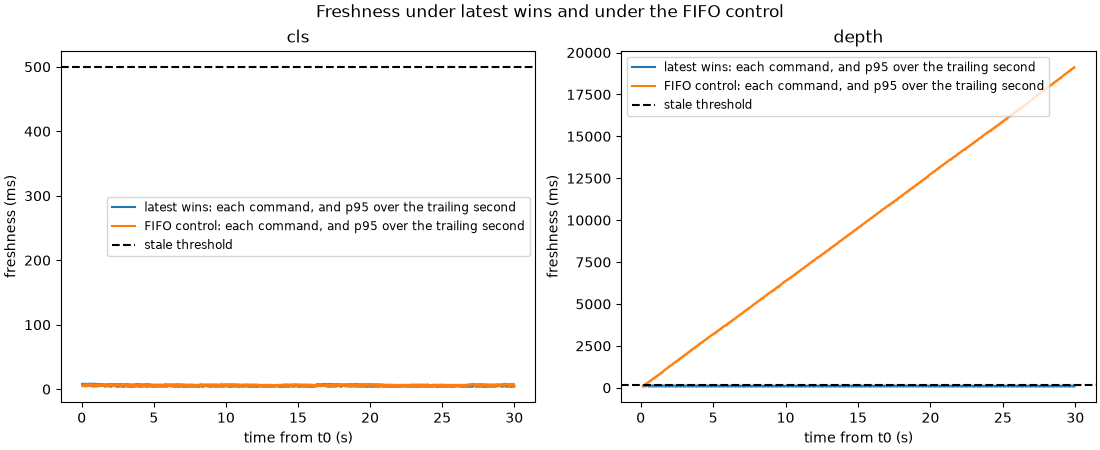 Freshness under latest wins and under the FIFO control
cls
500
400
300
200
100
0
freshness (ms)
latest wins: each command, and p95 over the trailing second
FIFO control: each command, and p95 over the trailing second
stale threshold
0 5 10 15 20 25 30
time from t0 (s)
depth
20000
17500
15000
12500
10000
7500
5000
2500
0
freshness (ms)
latest wins: each command, and p95 over the trailing second
FIFO control: each command, and p95 over the trailing second
stale threshold
0 5 10 15 20 25 30
time from t0 (s)